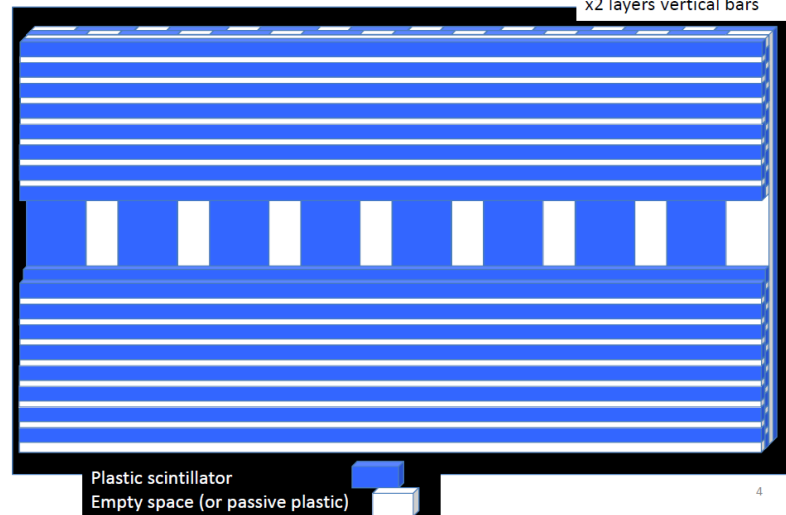 x2 layers vertical bars
Plastic scintillator
Empty space (or passive plastic)
4